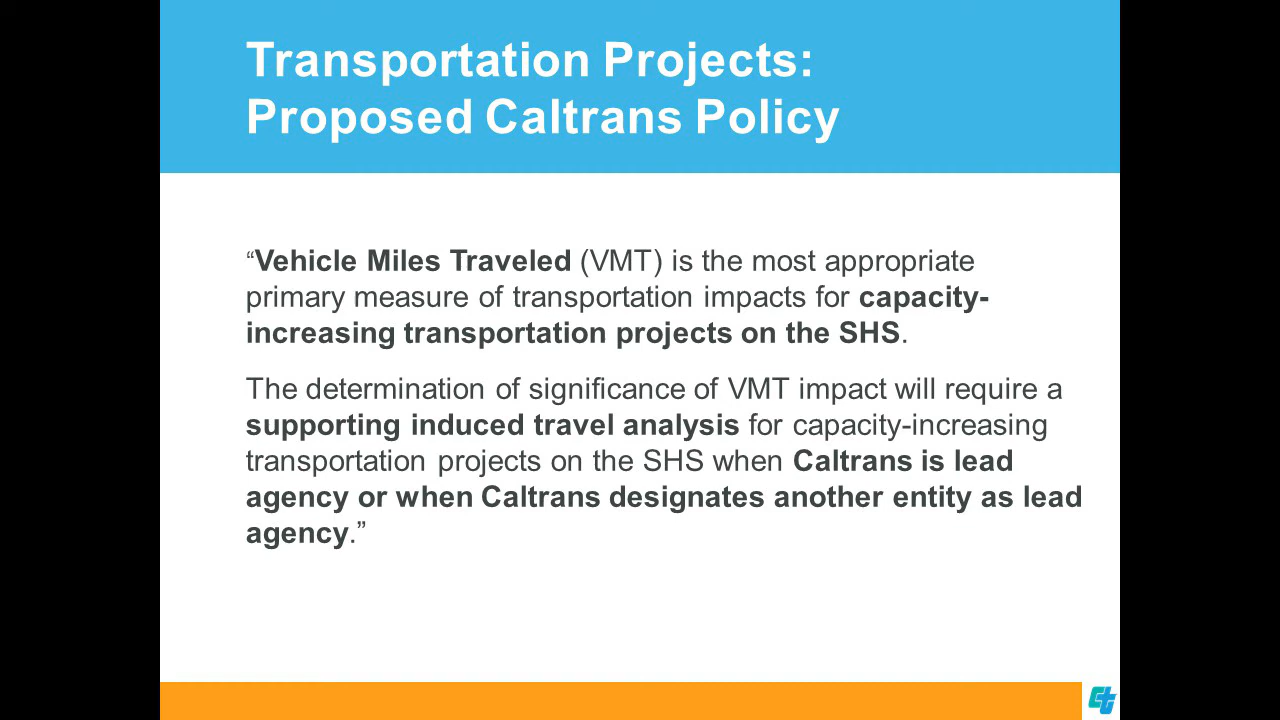 Transportation Projects:
Proposed Caltrans Policy
“Vehicle Miles Traveled (VMT) is the most appropriate
primary measure of transportation impacts for capacity-
increasing transportation projects on the SHS.
The determination of significance of VMT impact will require a
supporting induced travel analysis for capacity-increasing
transportation projects on the SHS when Caltrans is lead
agency or when Caltrans designates another entity as lead
agency.”
ct